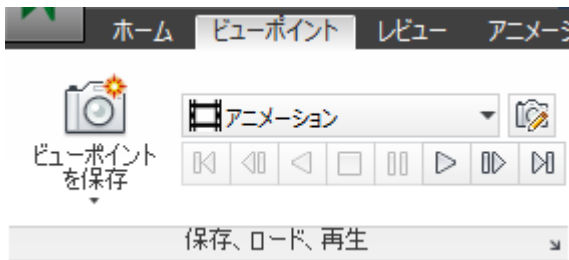 ホーム ビューポイント レビュー アニメーシ
アニメーション
ビューポイント
を保存
保存、ロード、再生